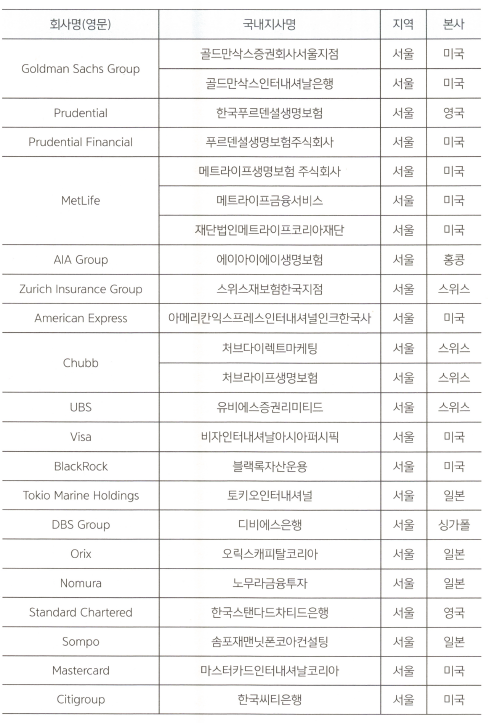 회사명(영문) 국내지사명 지역 본사
Goldman Sachs Group 골드만삭스증권회사서울지점 서울 미국
골드만삭스인터내셔날은행 서울 미국
Prudential 한국푸르덴셜생명보험 서울 영국
Prudential Financial 푸르덴셜생명보험주식회사 서울 미국
MetLife 메트라이프생명보험 주식회사 서울 미국
메트라이프금융서비스 서울 미국
재단법인메트라이프코리아재단 서울 미국
AIA Group 에이아이에이생명보험 서울 홍콩
Zurich Insurance Group 스위스재보험한국지점 서울 스위스
American Express 아메리칸익스프레스인터내셔널인크한국사 서울 미국
Chubb 처브다이렉트마케팅 서울 스위스
처브라이프생명보험 서울 스위스
UBS 유비에스증권리미티드 서울 스위스
Visa 비자인터내셔날아시아퍼시픽 서울 미국
BlackRock 블랙록자산운용 서울 미국
Tokio Marine Holdings 토키오인터내셔널 서울 일본
DBS Group 디비에스은행 서울 싱가폴
Orix 오릭스캐피탈코리아 서울 일본
Nomura 노무라금융투자 서울 일본
Standard Chartered 한국스탠다드차티드은행 서울 영국
Sompo 솜포재팬닛폰코아컨설팅 서울 일본
Mastercard 마스터카드인터내셔날코리아 서울 미국
Citigroup 한국씨티은행 서울 미국